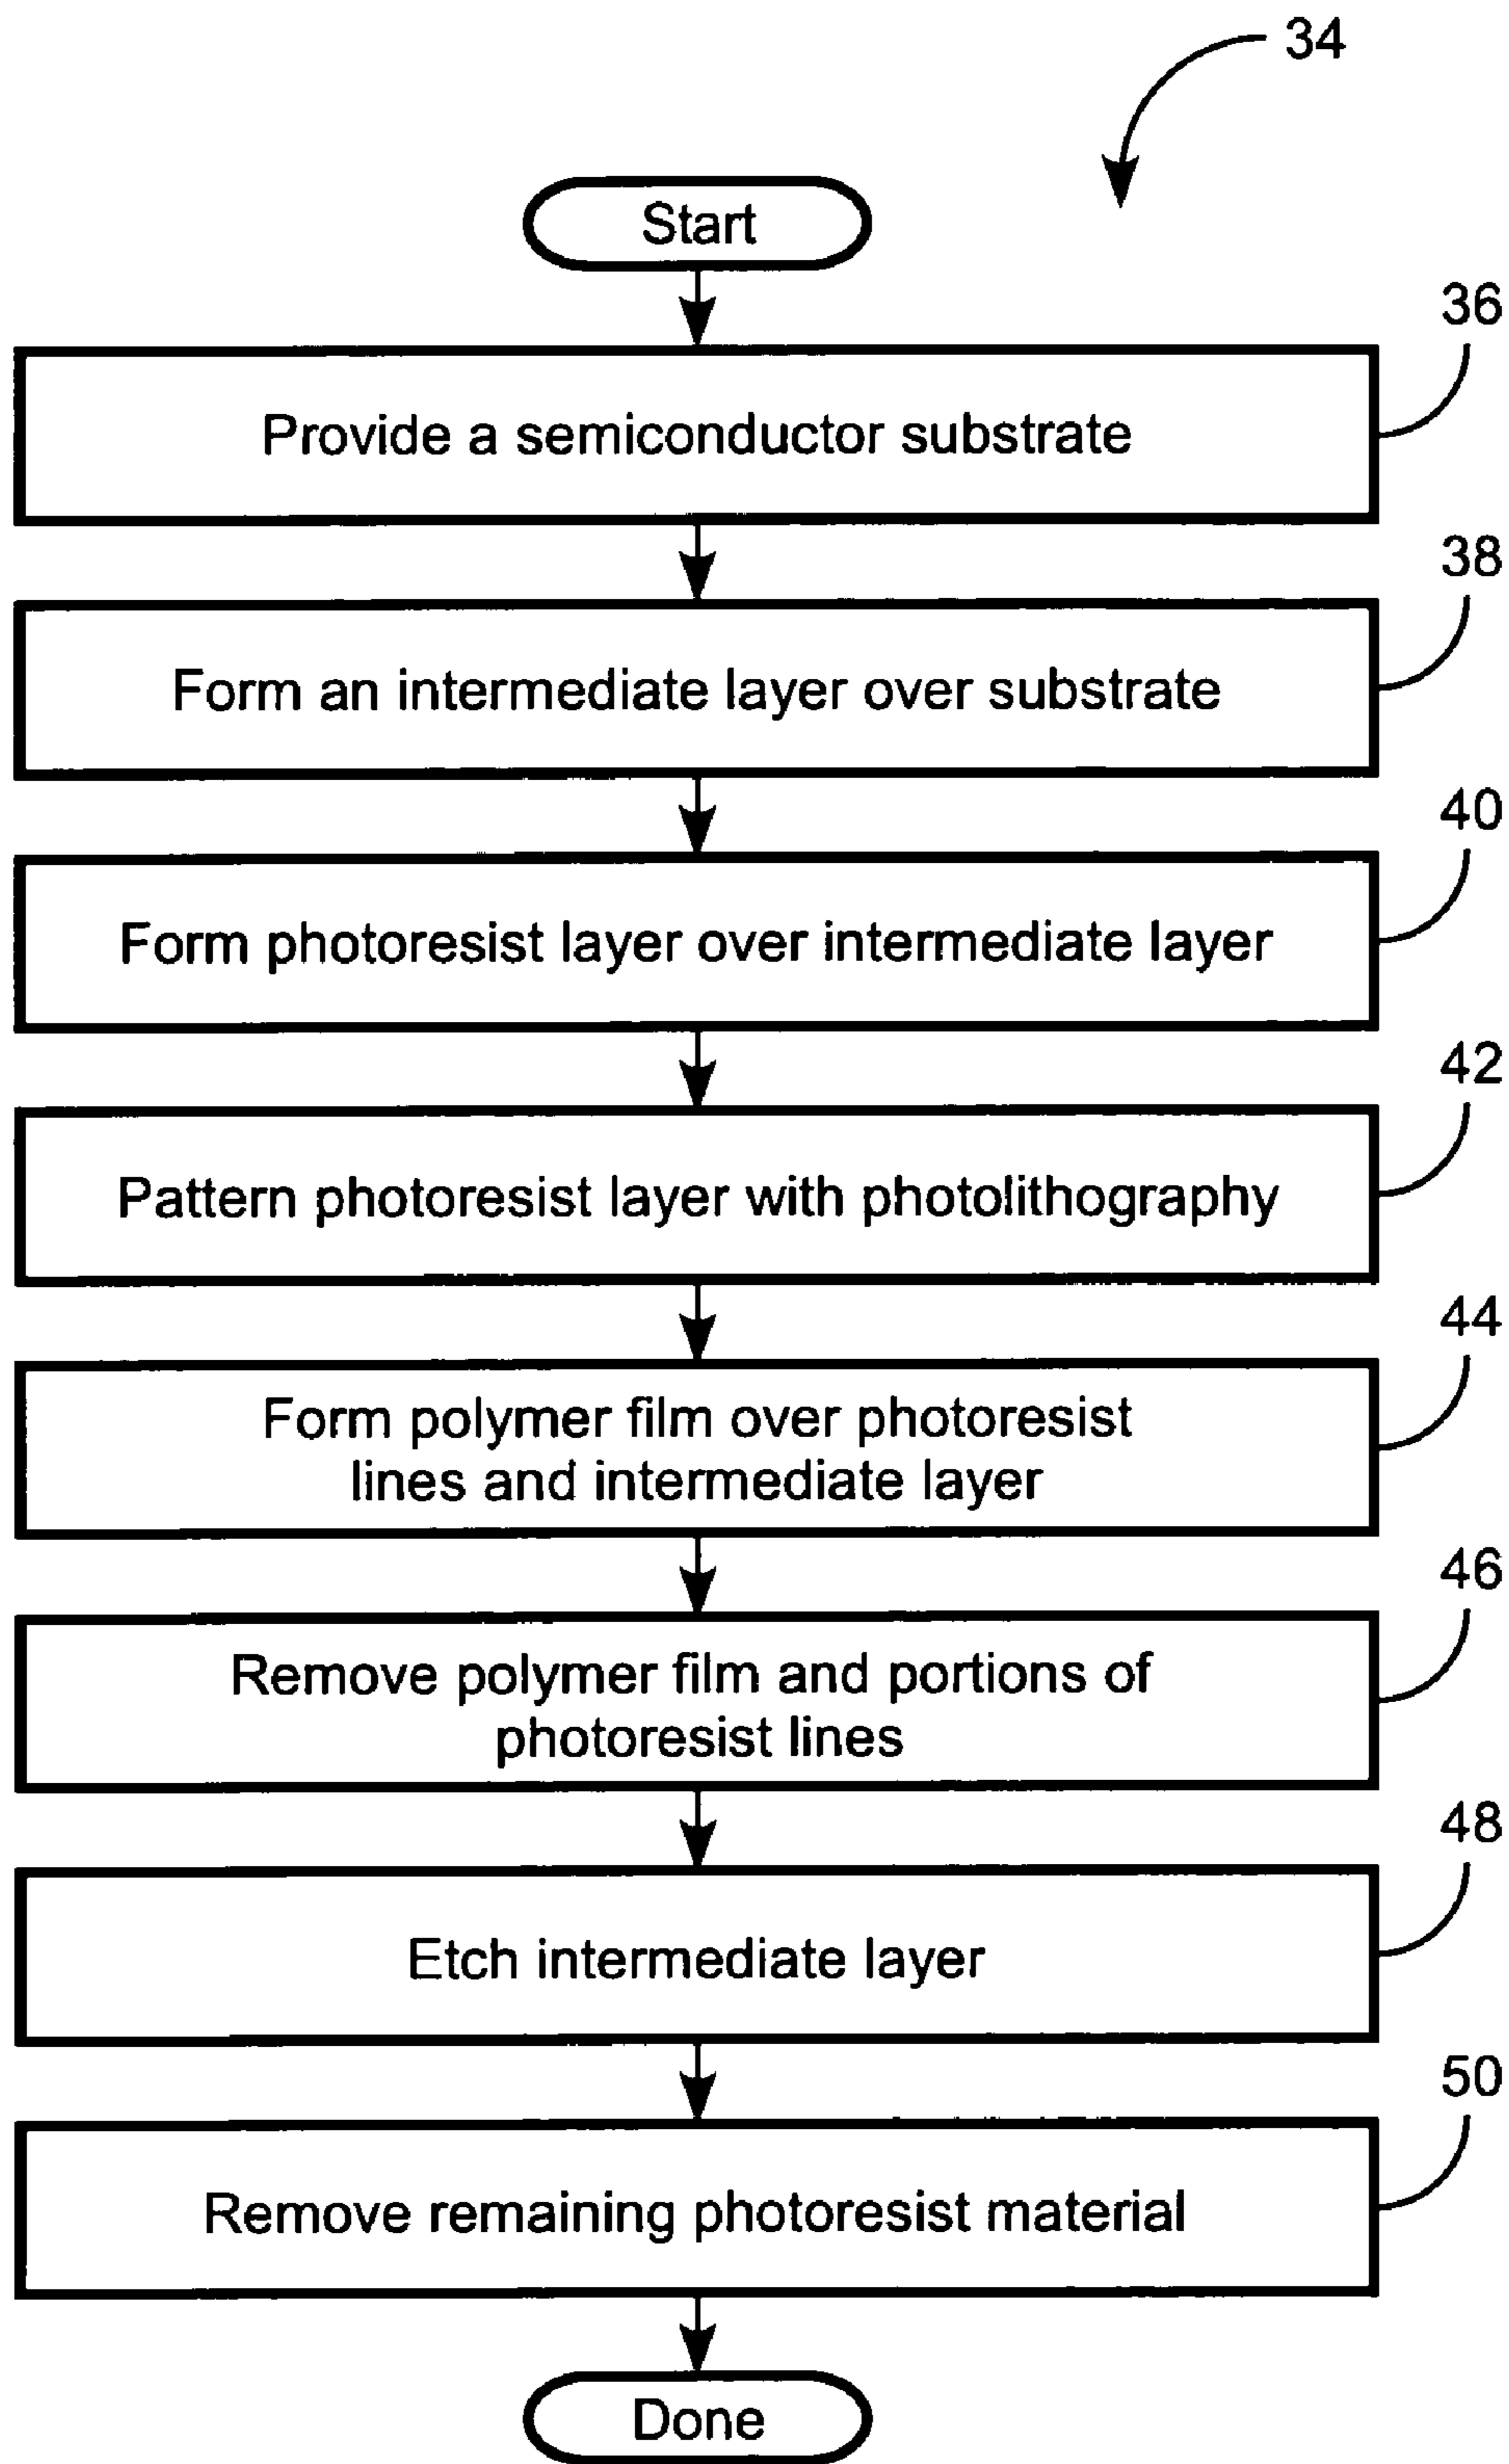 34
Start
36
Provide a semiconductor substrate
38
Form an intermediate layer over substrate
40
Form photoresist layer over intermediate layer
42
Pattern photoresist layer with photolithography
44
Form polymer film over photoresist
lines and intermediate layer
46
Remove polymer film and portions of
photoresist lines
48
Etch intermediate layer
50
Remove remaining photoresist material
Done